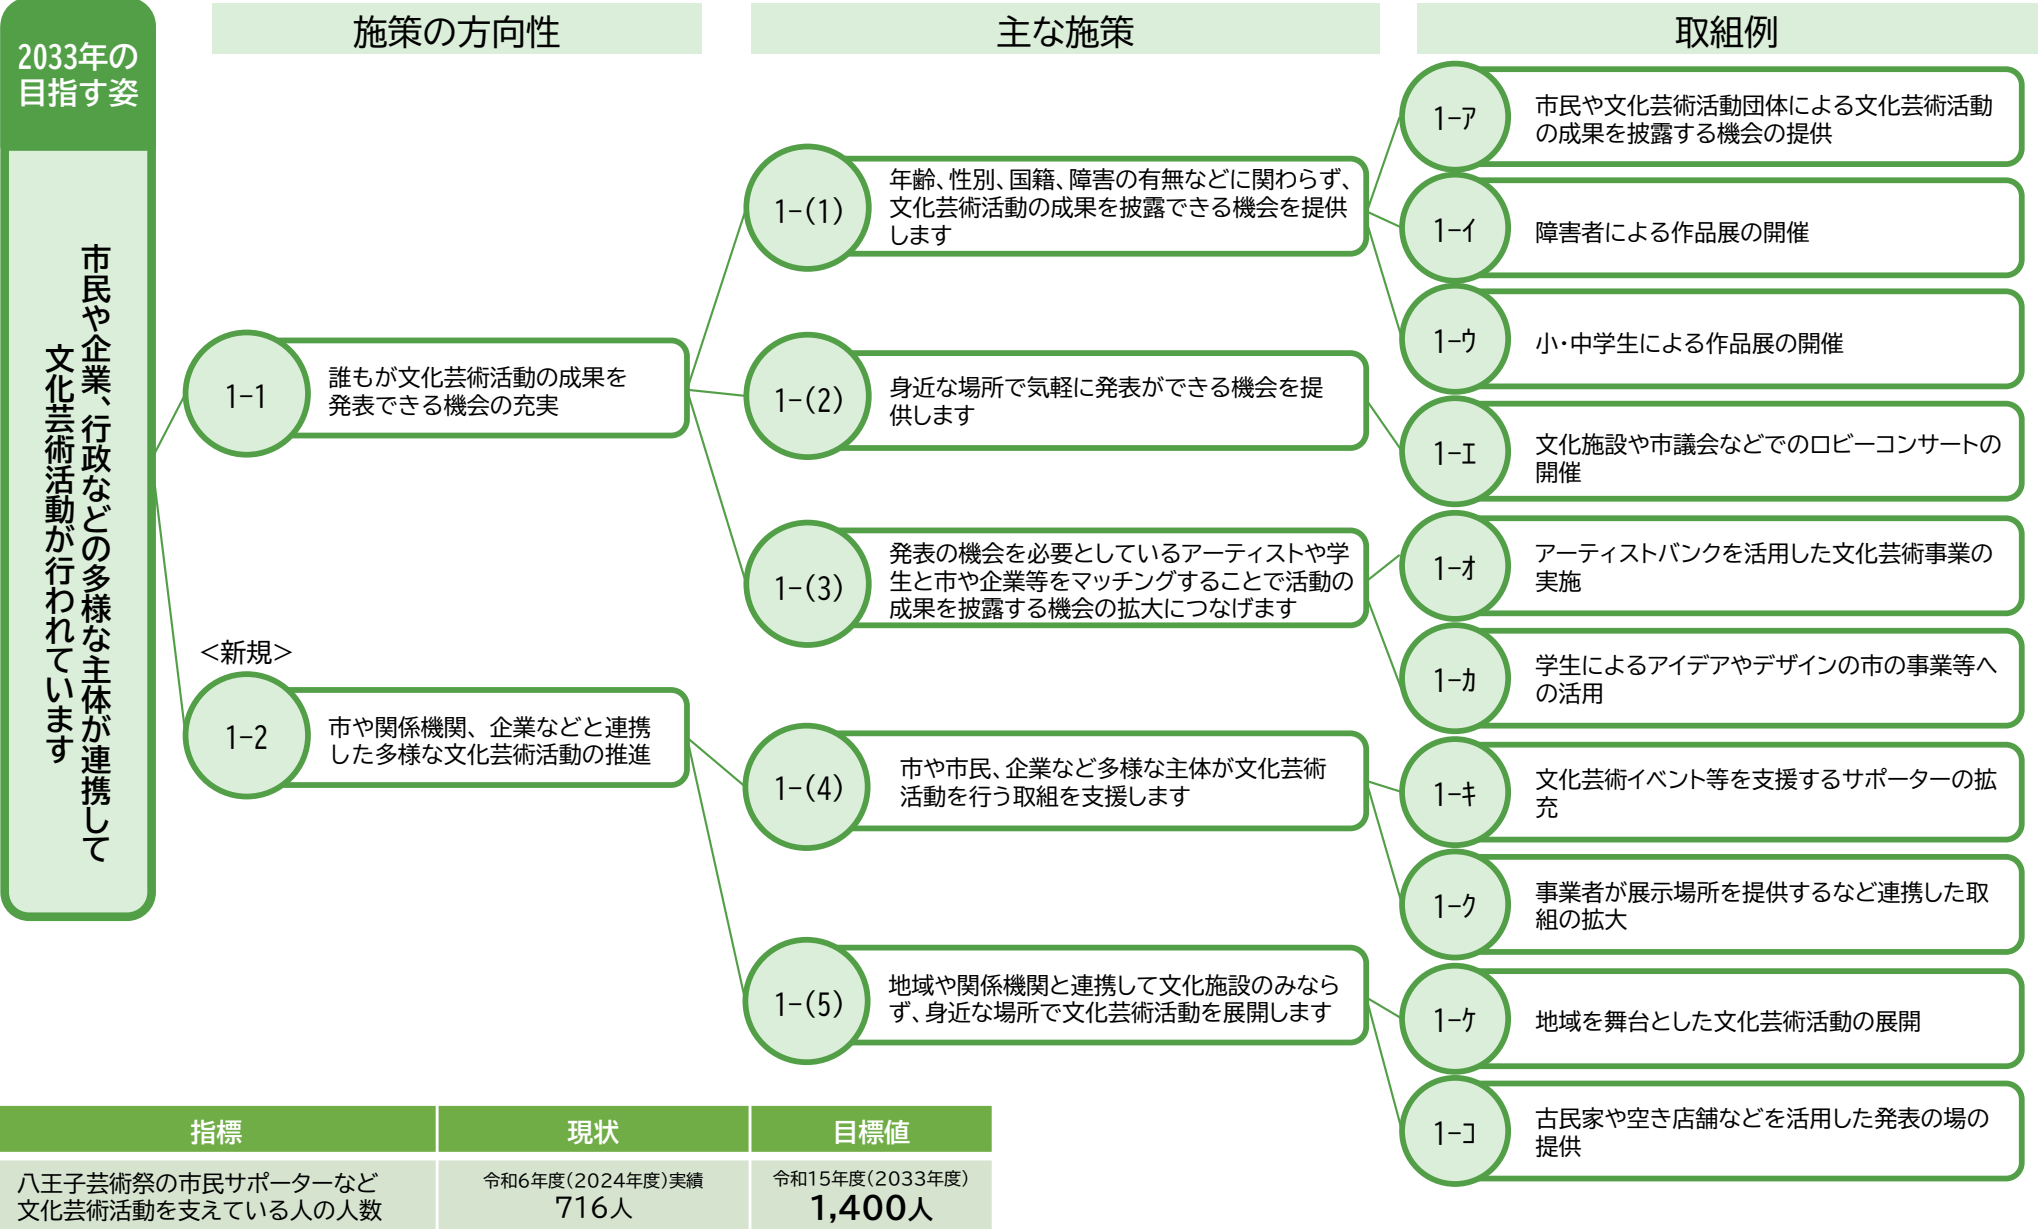 2033年の
目指す姿
市民や企業、行政などの多様な主体が連携して
文化芸術活動が行われています
施策の方向性
主な施策
取組例
1-1
誰もが文化芸術活動の成果を
発表できる機会の充実
<新規>
1-2
市や関係機関、企業などと連携
した多様な文化芸術活動の推進
1-(1)
年齢、性別、国籍、障害の有無などに関わらず、
文化芸術活動の成果を披露できる機会を提供
します
1-(2)
身近な場所で気軽に発表ができる機会を提
供します
1-(3)
発表の機会を必要としているアーティストや学
生と市や企業等をマッチングすることで活動の
成果を披露する機会の拡大につなげます
1-(4)
市や市民、企業など多様な主体が文化芸術
活動を行う取組を支援します
1-(5)
地域や関係機関と連携して文化施設のみなら
ず、身近な場所で文化芸術活動を展開します
1-ｱ
市民や文化芸術活動団体による文化芸術活動
の成果を披露する機会の提供
1-ｲ
障害者による作品展の開催
1-ｳ
小・中学生による作品展の開催
1-ｴ
文化施設や市議会などでのロビーコンサートの
開催
1-ｵ
アーティストバンクを活用した文化芸術事業の
実施
1-ｶ
学生によるアイデアやデザインの市の事業等へ
の活用
1-ｷ
文化芸術イベント等を支援するサポーターの拡
充
1-ｸ
事業者が展示場所を提供するなど連携した取
組の拡大
1-ｹ
地域を舞台とした文化芸術活動の展開
1-ｺ
古民家や空き店舗などを活用した発表の場の
提供
指標
現状
目標値
八王子芸術祭の市民サポーターなど
文化芸術活動を支えている人の人数
令和6年度(2024年度)実績
716人
令和15年度(2033年度)
1,400人